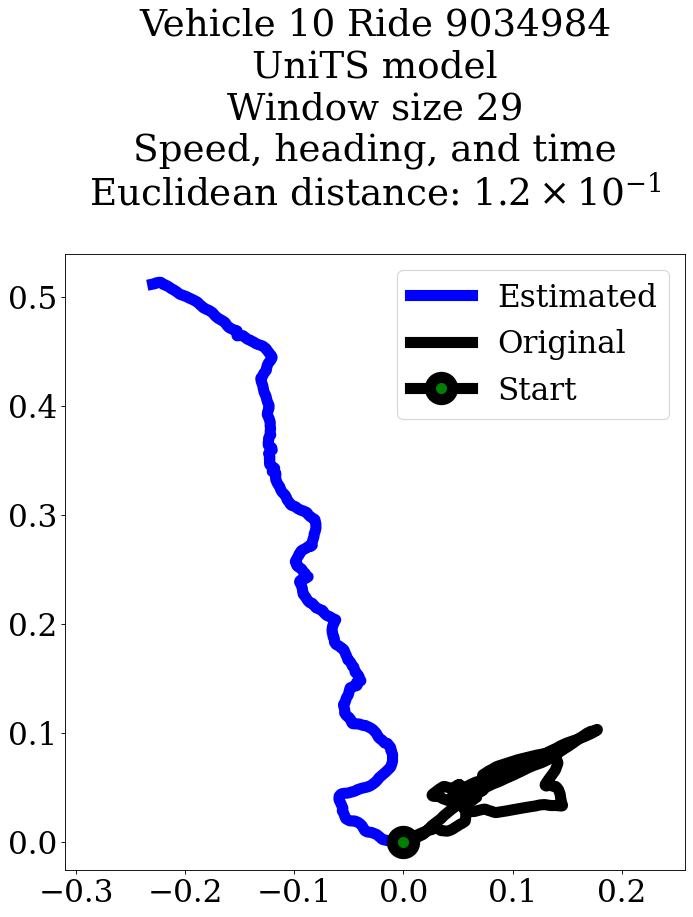 Vehicle 10 Ride 9034984
UniTS model
Window size 29
Speed, heading, and time
Euclidean distance: 1.2 × 10⁻¹
Estimated
Original
Start
0.5
0.4
0.3
0.2
0.1
0.0
−0.3 −0.2 −0.1 0.0 0.1 0.2